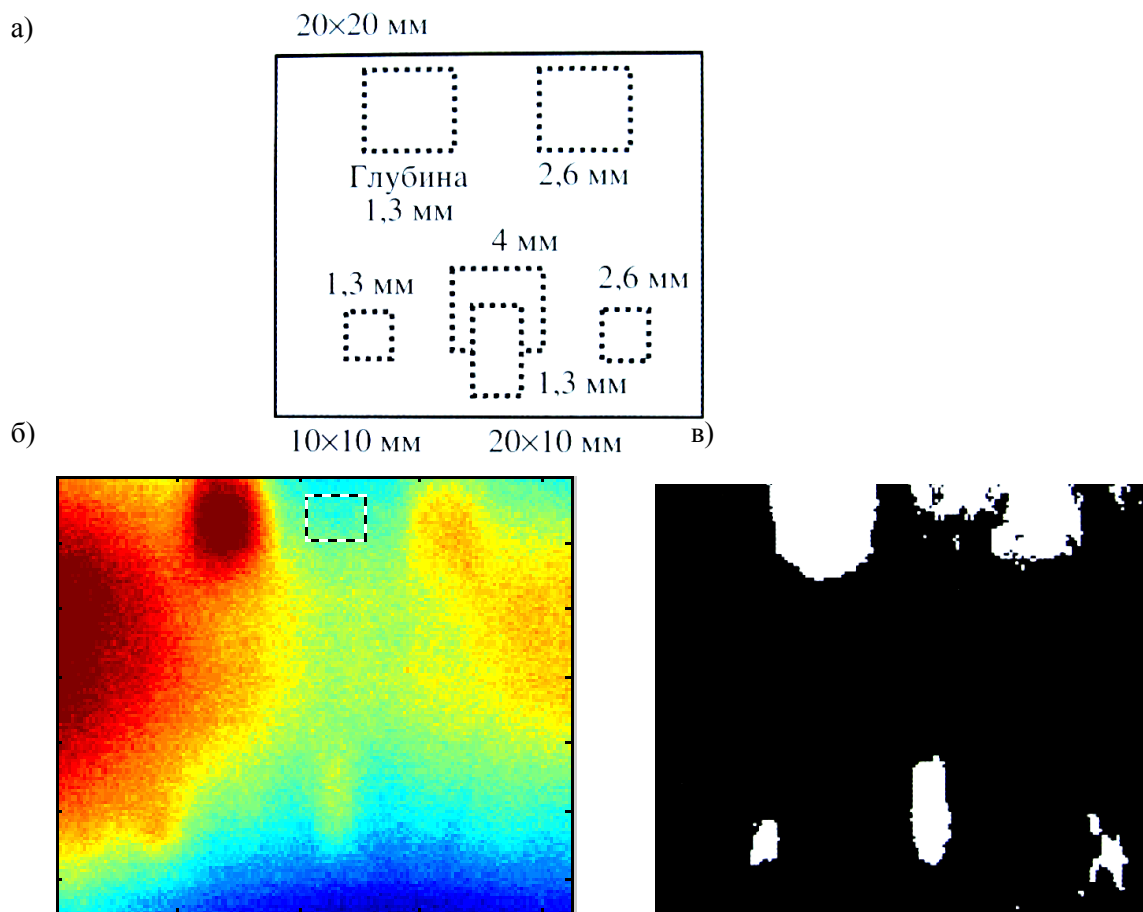 а)
20×20 мм
Глубина
1,3 мм
2,6 мм
4 мм
1,3 мм
2,6 мм
1,3 мм
10×10 мм
20×10 мм
б)
в)